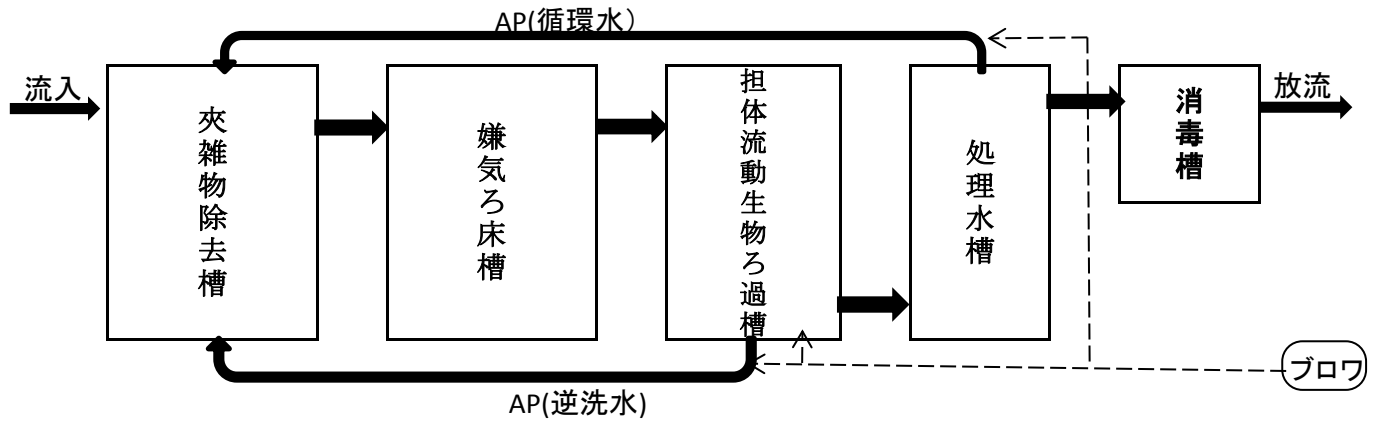 AP(循環水）
流入
夾雑物除去槽
嫌気ろ床槽
担体流動生物ろ過槽
処理水槽
消毒槽
放流
AP(逆洗水)
ブロワ